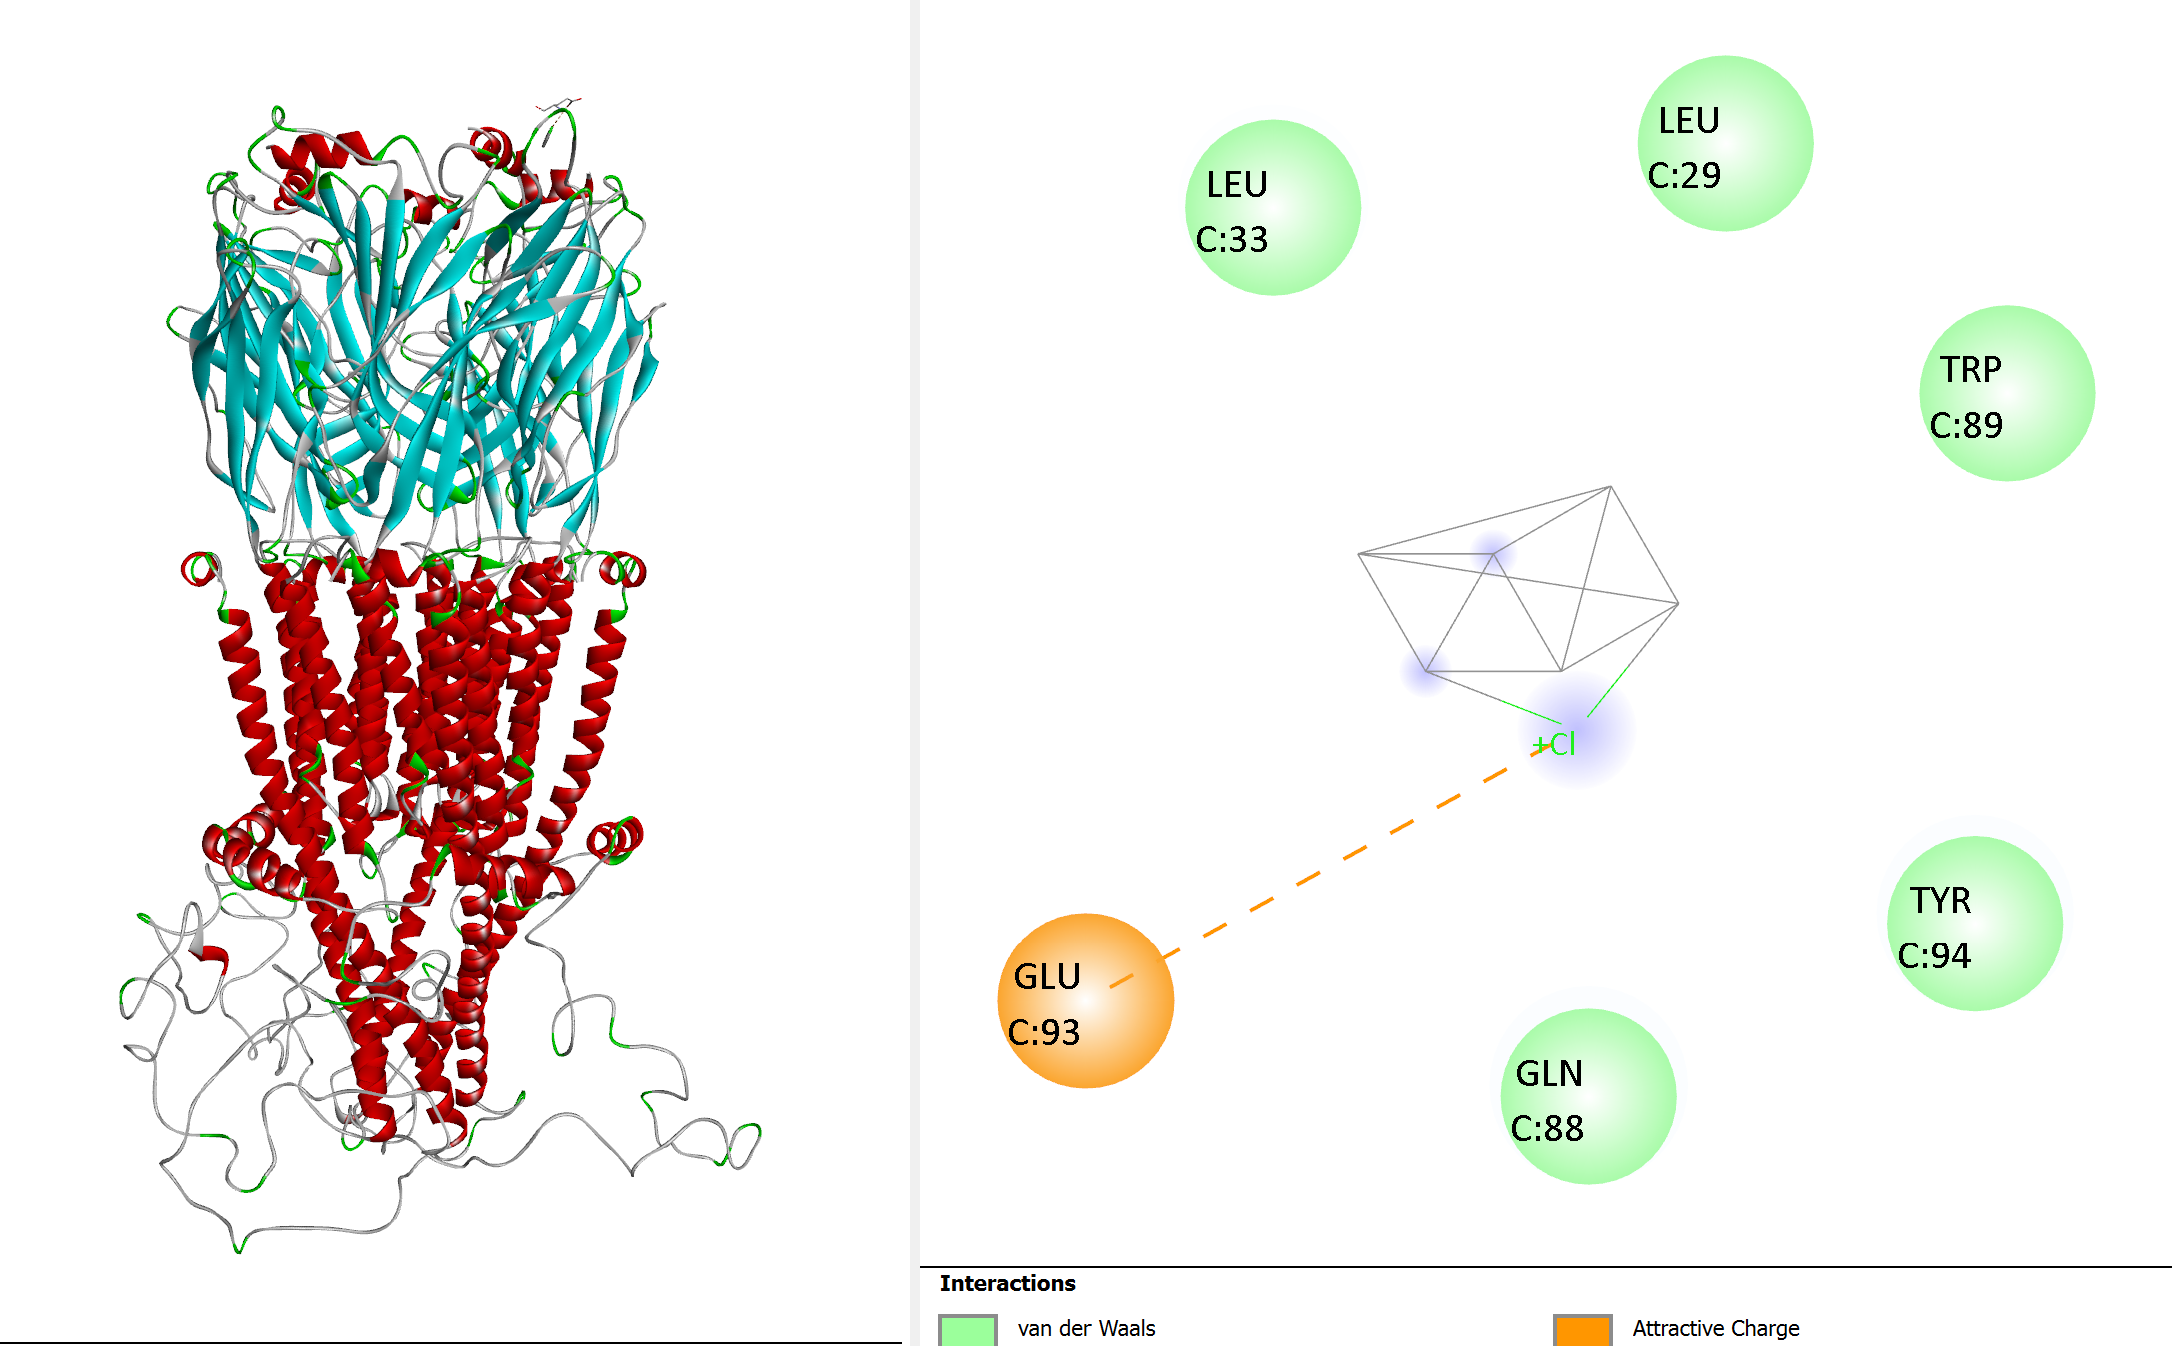 LEU
C:29
LEU
C:33
TRP
C:89
+Cl
TYR
C:94
GLU
C:93
GLN
C:88
Interactions
van der Waals
Attractive Charge